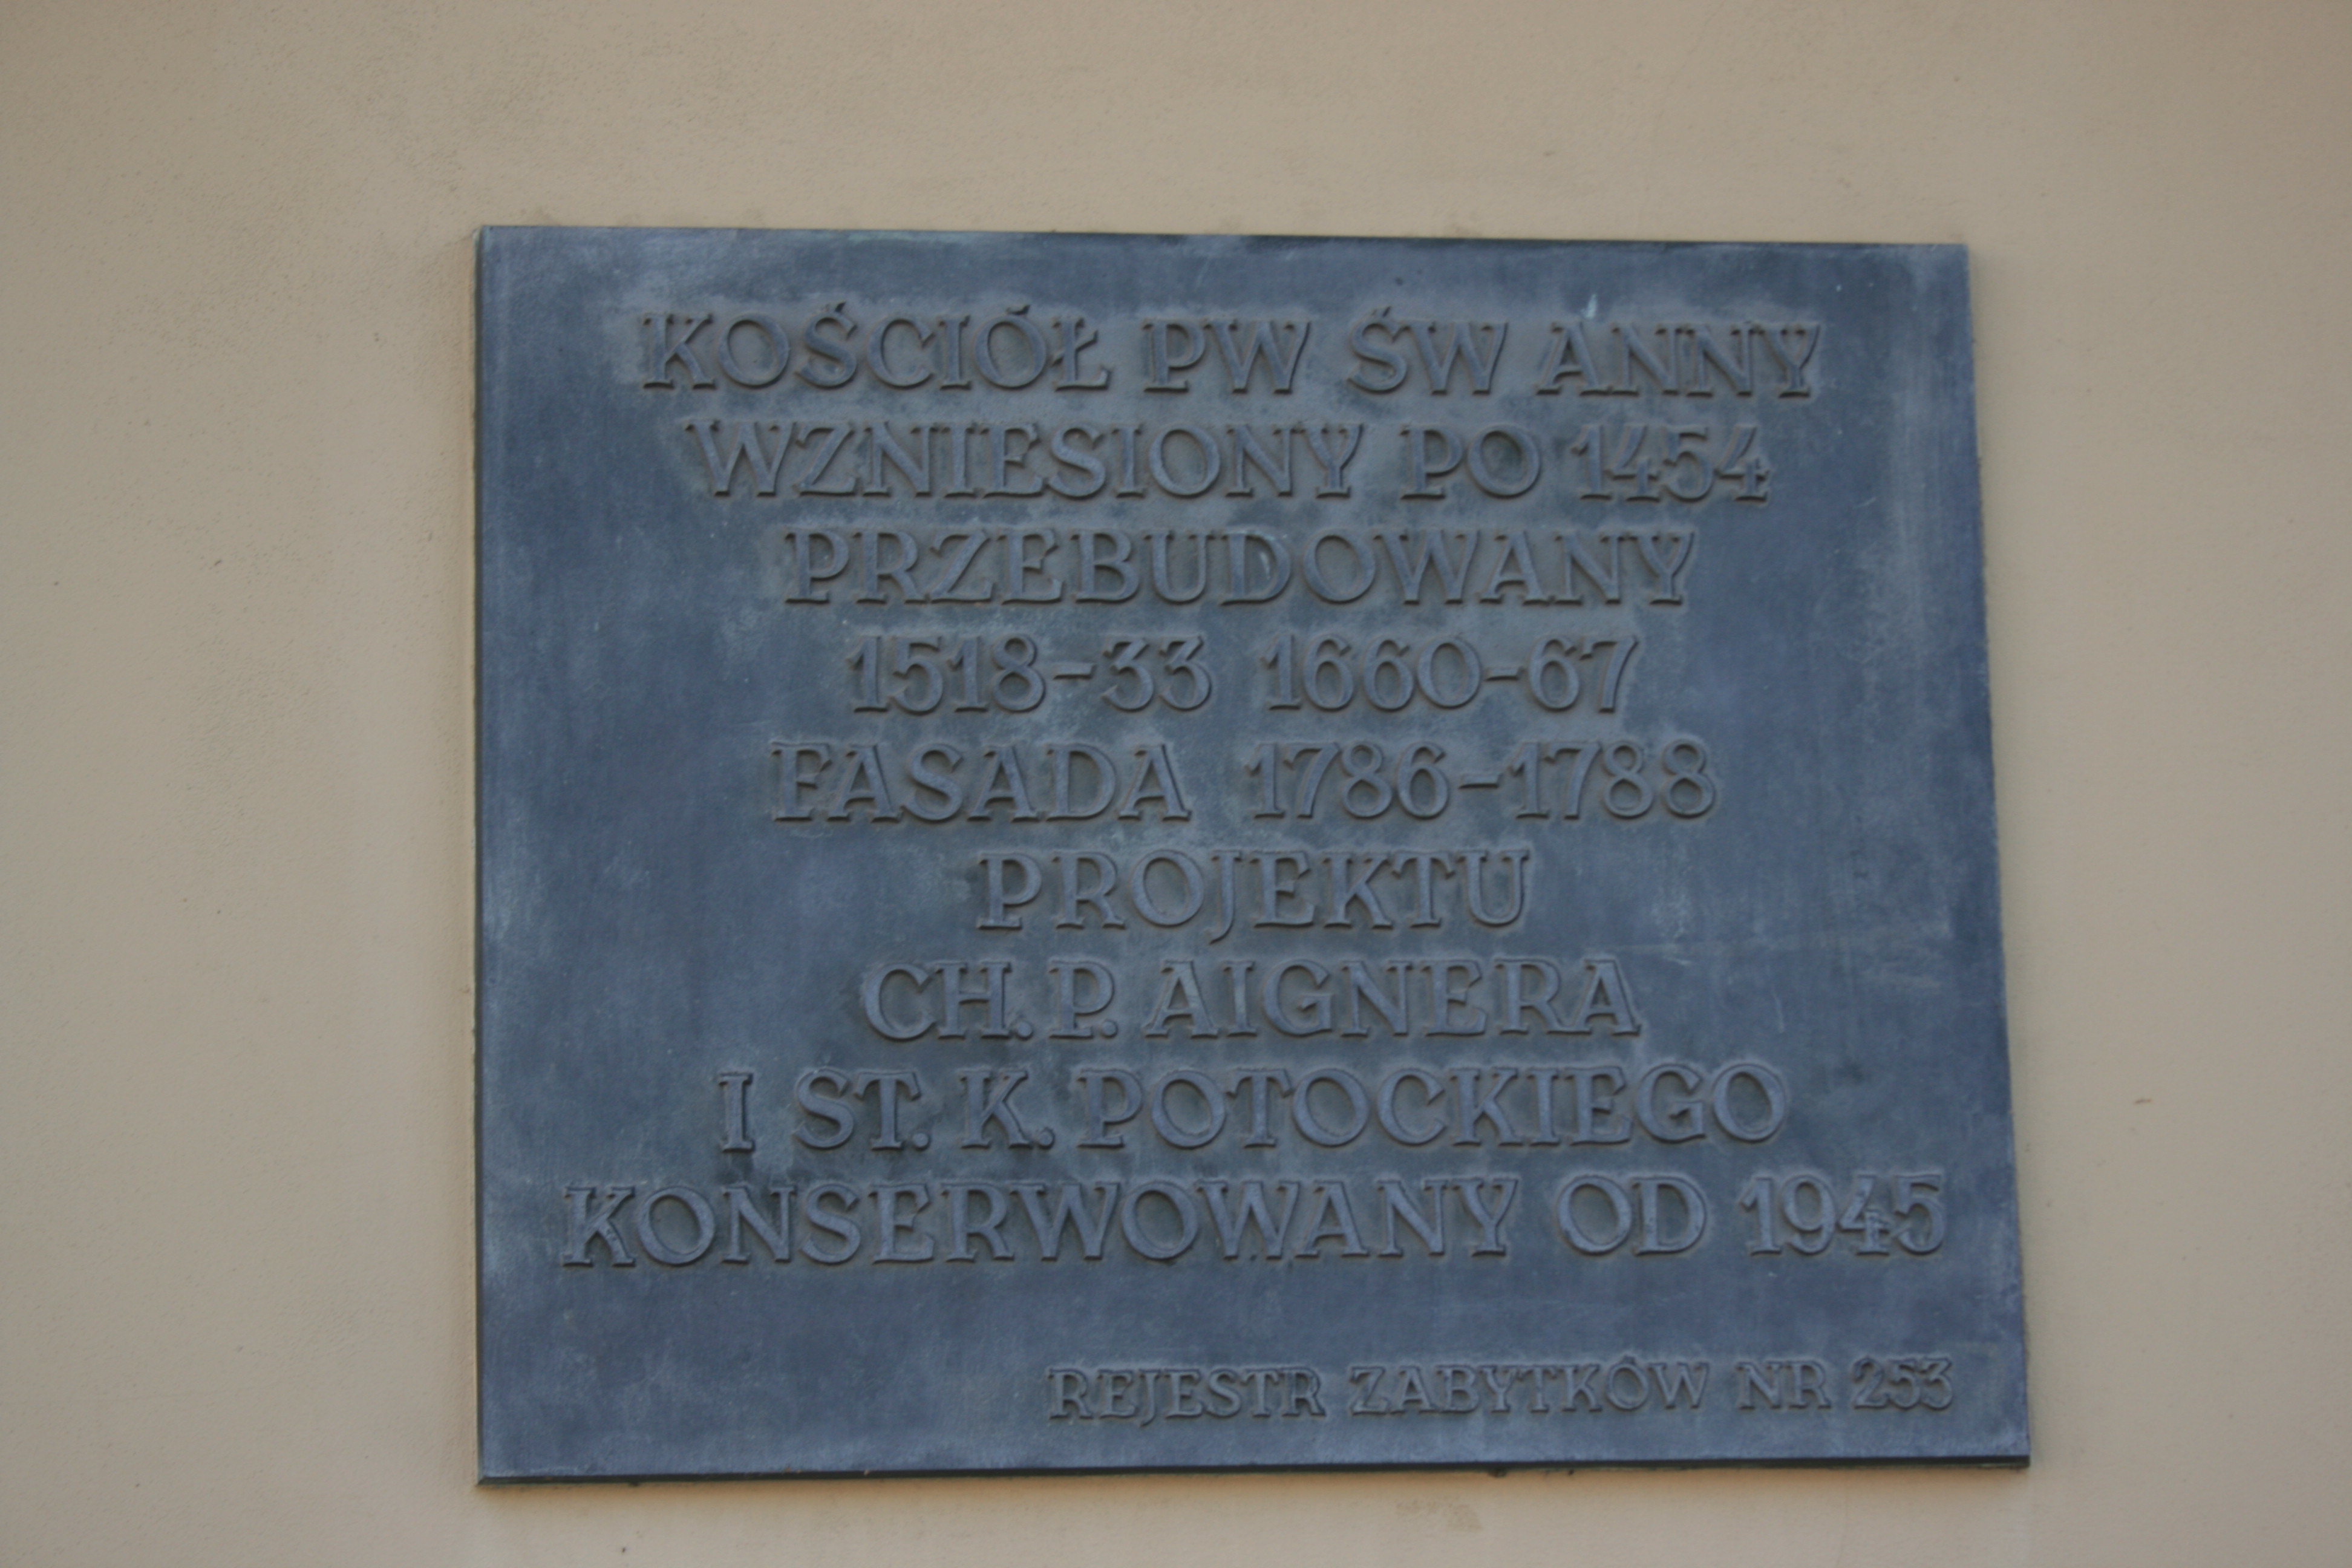 KOŚCIÓŁ PW ŚW ANNY
WZNIESIONY PO 1454
PRZEBUDOWANY
1518-33 1660-67
FASADA 1786-1788
PROJEKTU
CH. P. AIGNERA
I ST. K. POTOCKIEGO
KONSERWOWANY OD 1945
REJESTR ZABYTKÓW NR 253